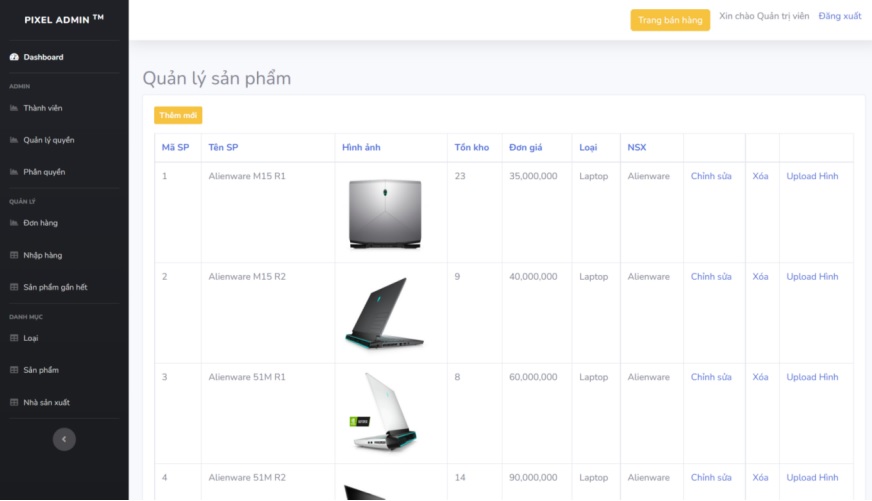 PIXEL ADMIN TM
Trang bán hàng
Xin chào Quản trị viên
Đăng xuất
Dashboard
ADMIN
Thành viên
Quản lý quyền
Phân quyền
QUẢN LÝ
Đơn hàng
Nhập hàng
Sản phẩm gần hết
DANH MỤC
Loại
Sản phẩm
Nhà sản xuất
Quản lý sản phẩm
Thêm mới
Mã SP Tên SP Hình ảnh Tồn kho Đơn giá Loại NSX
1 Alienware M15 R1 23 35,000,000 Laptop Alienware Chỉnh sửa Xóa Upload Hình
2 Alienware M15 R2 9 40,000,000 Laptop Alienware Chỉnh sửa Xóa Upload Hình
3 Alienware 51M R1 8 60,000,000 Laptop Alienware Chỉnh sửa Xóa Upload Hình
4 Alienware 51M R2 14 90,000,000 Laptop Alienware Chỉnh sửa Xóa Upload Hình